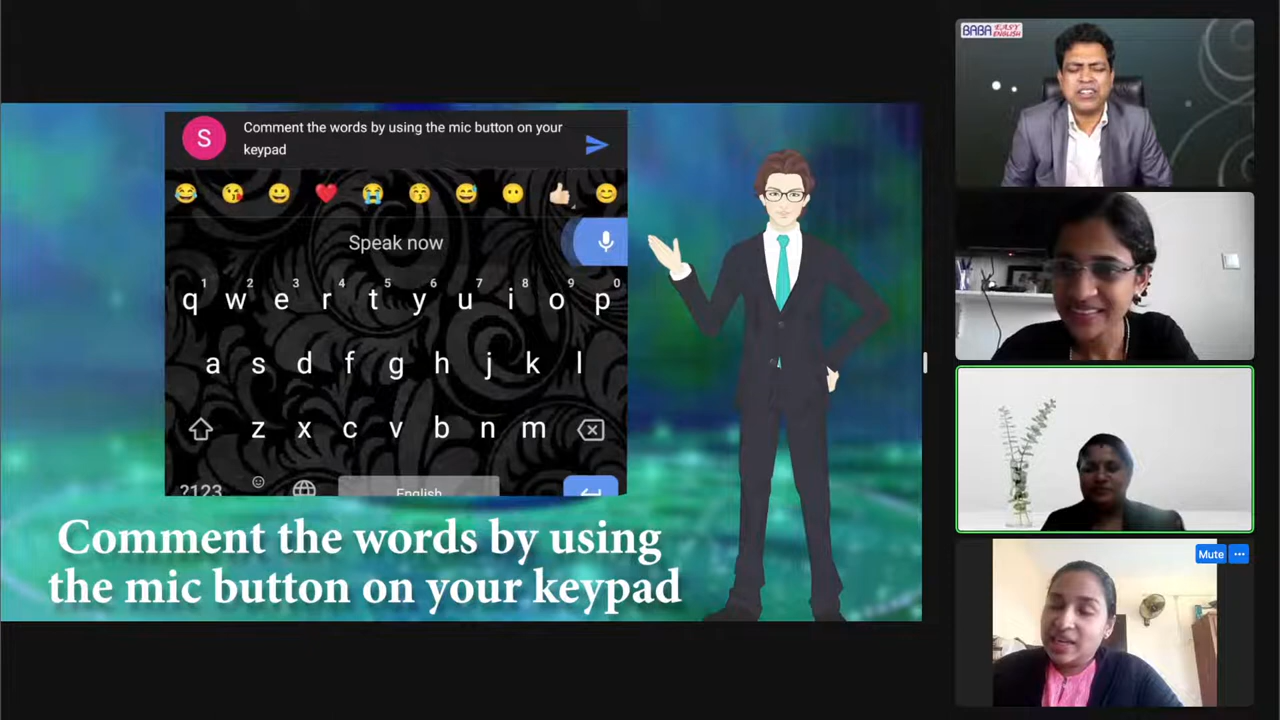 BABA EASY ENGLISH
S
Comment the words by using the mic button on your
keypad
Speak now
1 2 3 4 5 6 7 8 9 0
q w e r t y u i o p
a s d f g h j k l
z x c v b n m
?123
English
Comment the words by using
the mic button on your keypad
Mute